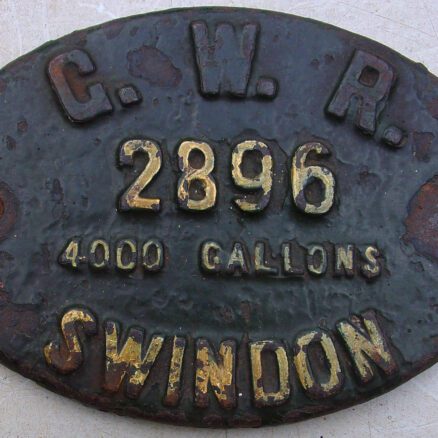 G. W. R.
2896
4000 GALLONS
SWINDON